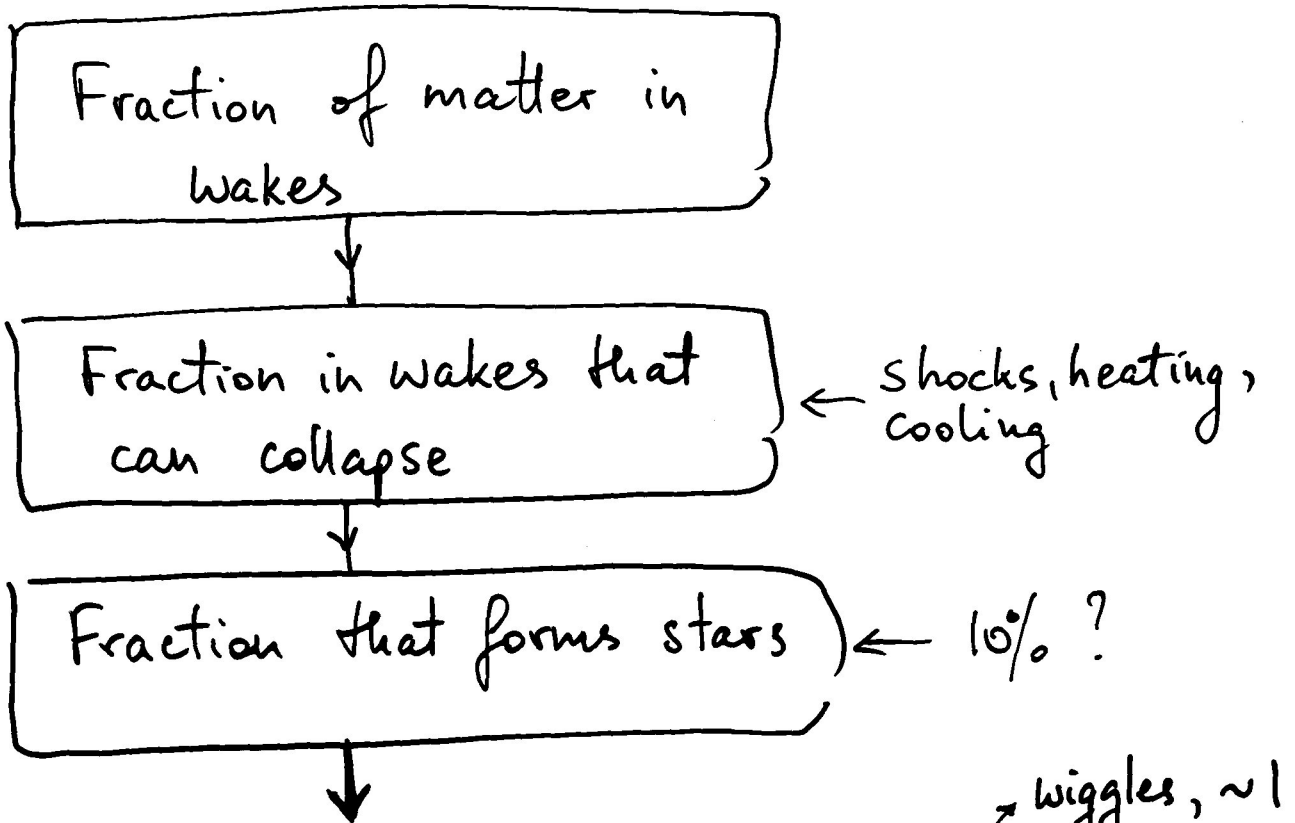 Fraction of matter in
wakes
Fraction in wakes that
can collapse
← shocks, heating,
cooling
Fraction that forms stars
← 10% ?
wiggles, ~1